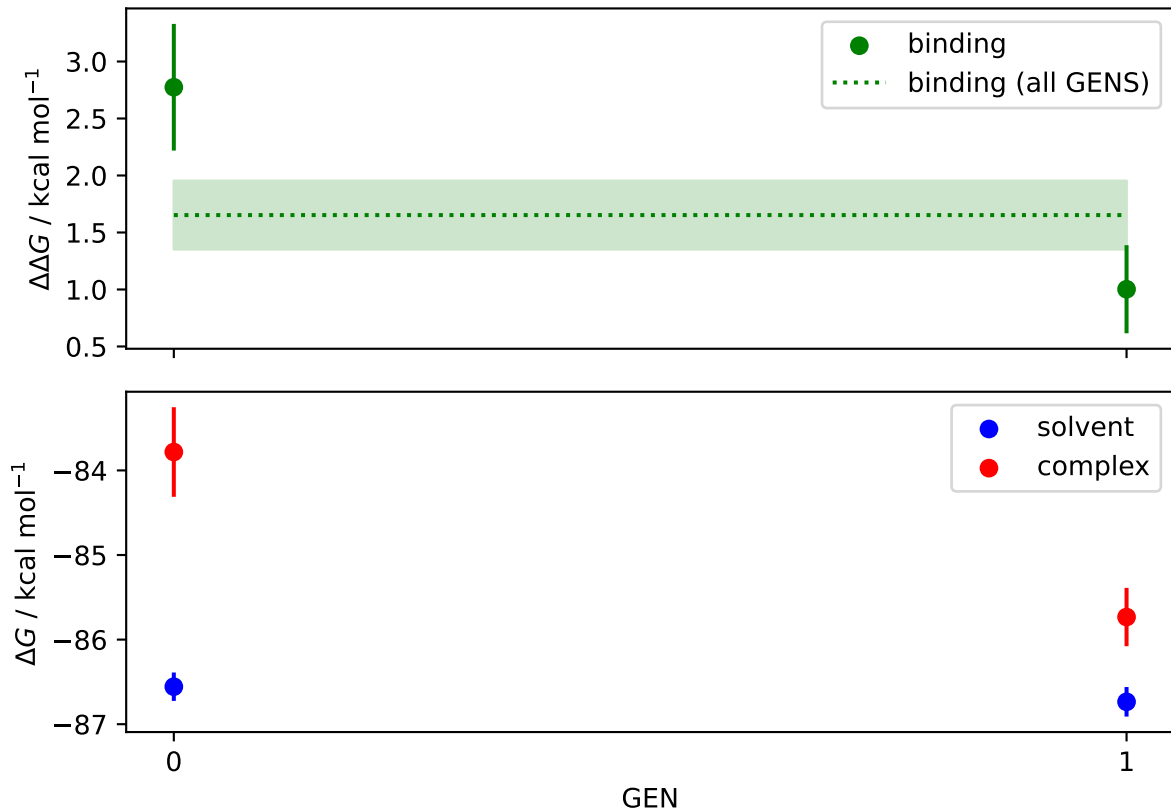 ΔΔG / kcal mol⁻¹
3.0
2.5
2.0
1.5
1.0
0.5
binding
binding (all GENS)
ΔG / kcal mol⁻¹
−84
−85
−86
−87
solvent
complex
0
1
GEN